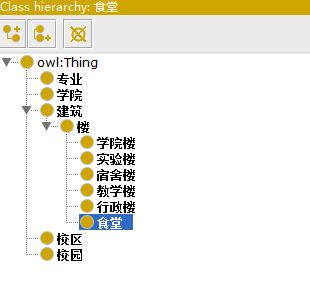 Class hierarchy: 食堂
owl:Thing
专业
学院
建筑
楼
学院楼
实验楼
宿舍楼
教学楼
行政楼
食堂
校区
校园